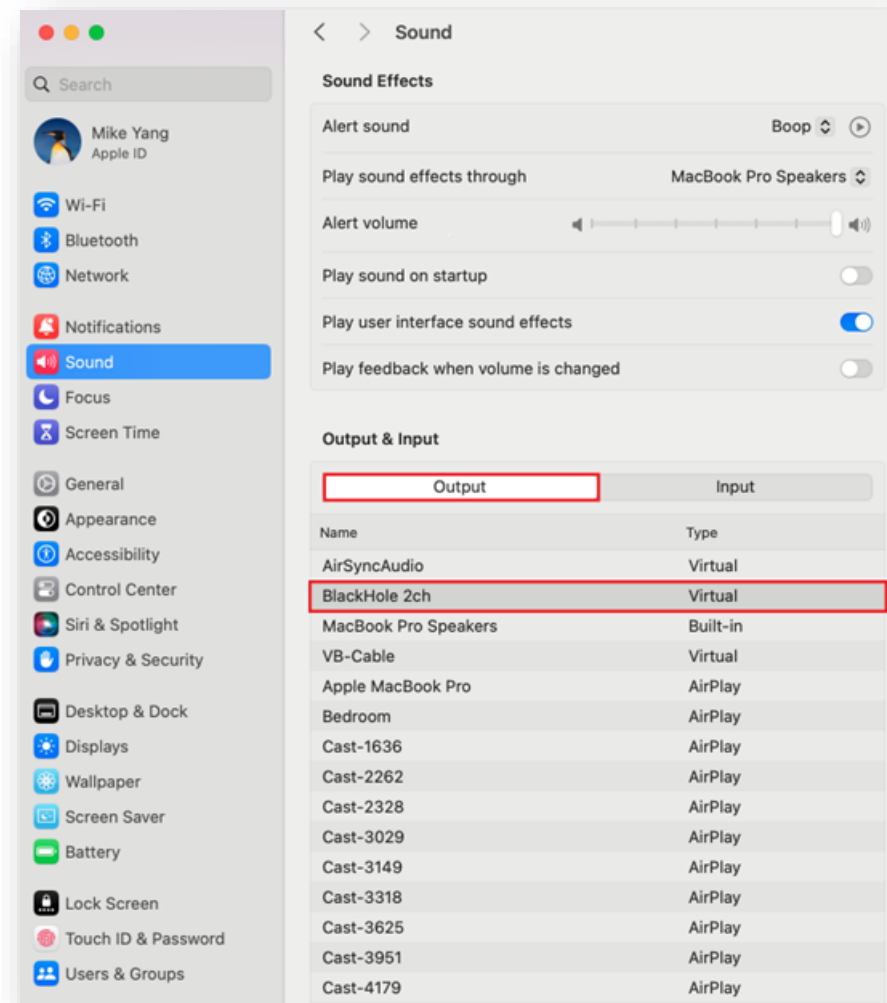 Search
Mike Yang
Apple ID
Wi-Fi
Bluetooth
Network
Notifications
Sound
Focus
Screen Time
General
Appearance
Accessibility
Control Center
Siri & Spotlight
Privacy & Security
Desktop & Dock
Displays
Wallpaper
Screen Saver
Battery
Lock Screen
Touch ID & Password
Users & Groups
Sound
Sound Effects
Alert sound Boop
Play sound effects through MacBook Pro Speakers
Alert volume
Play sound on startup
Play user interface sound effects
Play feedback when volume is changed
Output & Input
Output Input
Name Type
AirSyncAudio Virtual
BlackHole 2ch Virtual
MacBook Pro Speakers Built-in
VB-Cable Virtual
Apple MacBook Pro AirPlay
Bedroom AirPlay
Cast-1636 AirPlay
Cast-2262 AirPlay
Cast-2328 AirPlay
Cast-3029 AirPlay
Cast-3149 AirPlay
Cast-3318 AirPlay
Cast-3625 AirPlay
Cast-3951 AirPlay
Cast-4179 AirPlay